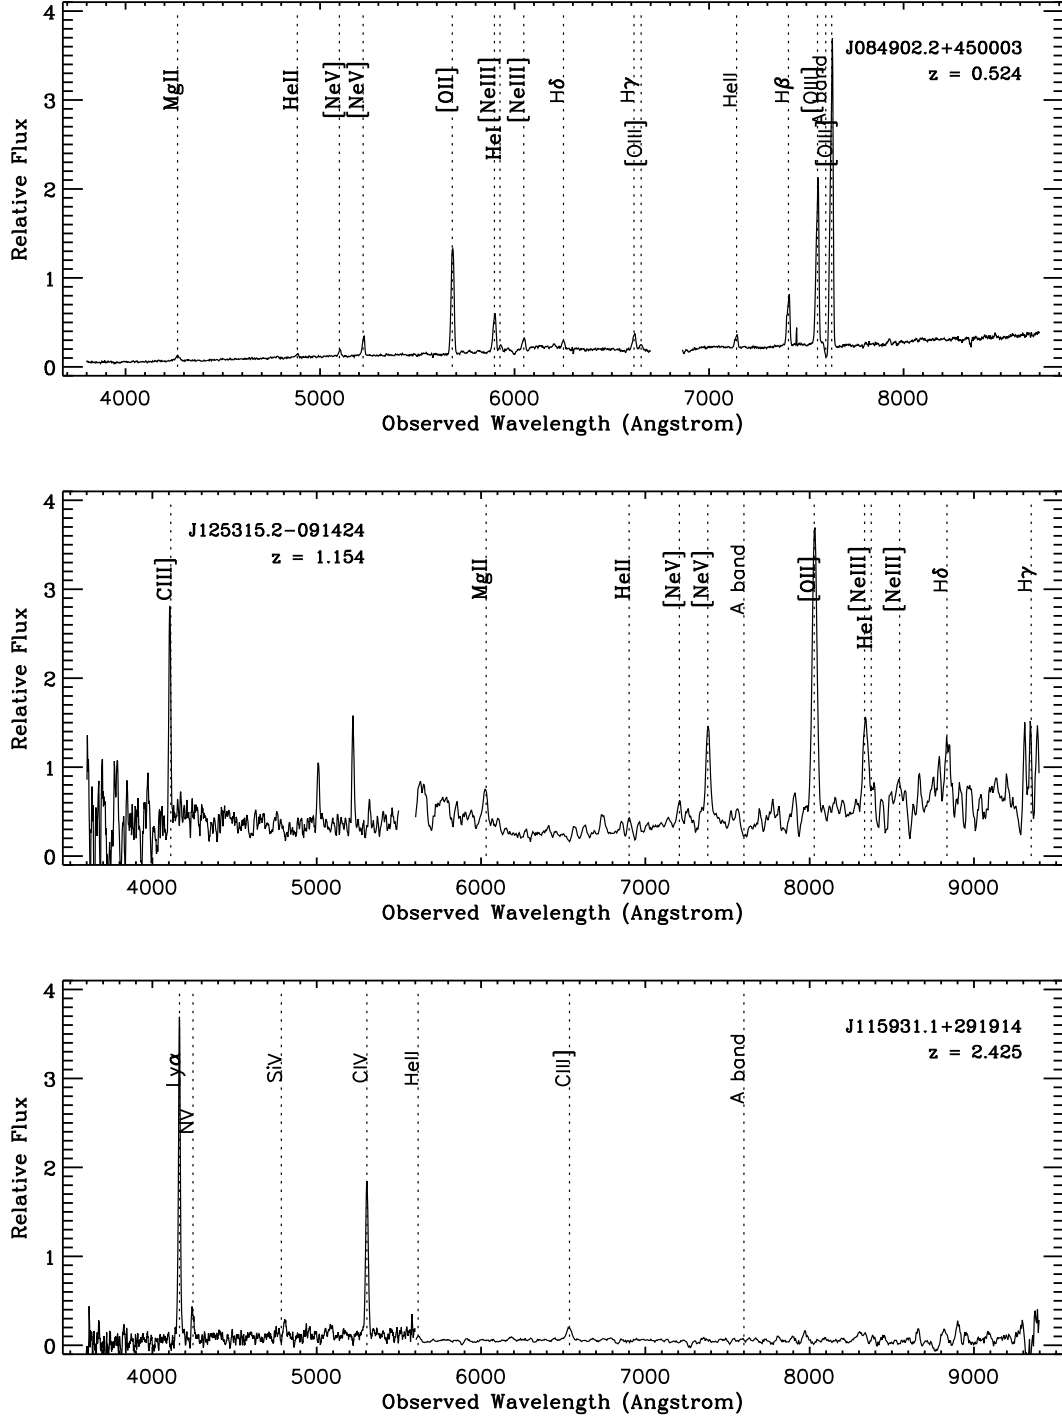 J084902.2+450003
z = 0.524
MgII
HeII
[NeV]
[NeV]
[OII]
HeI
[NeIII]
[NeIII]
Hδ
Hγ
[OIII]
HeII
Hβ
[OIII]
A band
[OIII]
Relative Flux
4
3
2
1
0
4000 5000 6000 7000 8000
Observed Wavelength (Angstrom)
J125315.2−091424
z = 1.154
CIII]
MgII
HeII
[NeV]
[NeV]
A band
[OII]
[NeIII]
HeI
[NeIII]
Hδ
Hγ
Relative Flux
4
3
2
1
0
4000 5000 6000 7000 8000 9000
Observed Wavelength (Angstrom)
J115931.1+291914
z = 2.425
Lyα
NV
SiV
CIV
HeII
CIII]
A band
Relative Flux
4
3
2
1
0
4000 5000 6000 7000 8000 9000
Observed Wavelength (Angstrom)